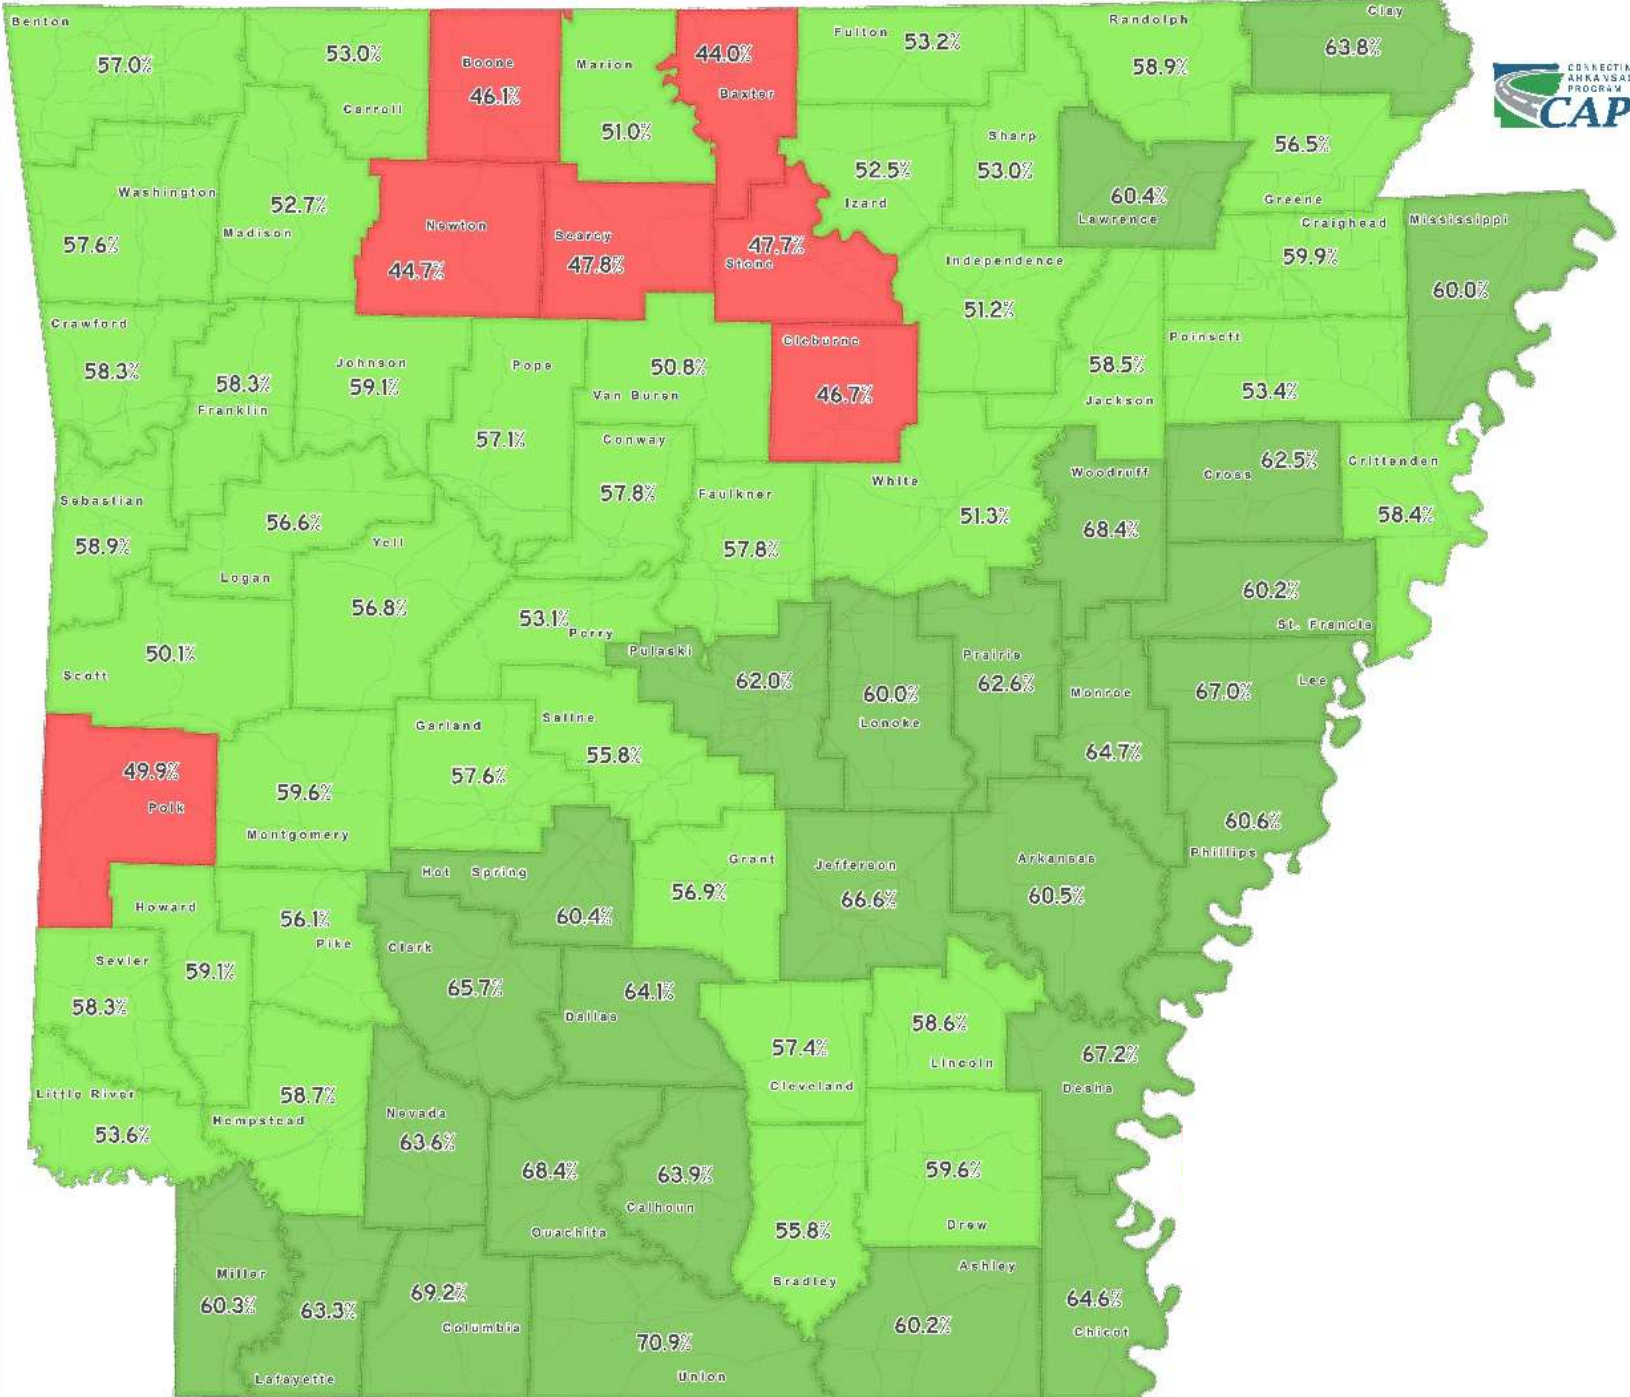 Benton
57.0%
53.0%
Carroll
Boone
46.1%
Marion
51.0%
44.0%
Baxter
Fulton 53.2%
Randolph
58.9%
Clay
63.8%
CAP
Washington
57.6%
52.7%
Madison
Newton
44.7%
Searcy
47.8%
47.7%
Stone
52.5%
Izard
Sharp
53.0%
60.4%
Lawrence
56.5%
Greene
Craighead
59.9%
Mississippi
60.0%
Independence
51.2%
Crawford
58.3%
58.3%
Franklin
Johnson
59.1%
Pope
57.1%
50.8%
Van Buren
Cleburne
46.7%
58.5%
Jackson
Poinsett
53.4%
Conway
57.8%
Sebastian
58.9%
56.6%
Logan
Yell
56.8%
Faulkner
57.8%
White
51.3%
Woodruff
68.4%
Cross 62.5%
Crittenden
58.4%
60.2%
St. Francis
50.1%
Scott
53.1%
Perry
Pulaski
62.0%
60.0%
Lonoke
Prairie
62.6%
Monroe
64.7%
67.0% Lee
49.9%
Polk
59.6%
Montgomery
Garland
57.6%
Saline
55.8%
60.6%
Phillips
Hot Spring
60.4%
Grant
56.9%
Jefferson
66.6%
Arkansas
60.5%
Howard
59.1%
56.1%
Pike
Clark
65.7%
64.1%
Dallas
Sevier
58.3%
57.4%
Cleveland
58.6%
Lincoln
67.2%
Desha
Little River
53.6%
58.7%
Hempstead
Nevada
63.6%
68.4%
Ouachita
63.9%
Calhoun
55.8%
Bradley
59.6%
Drew
Miller
60.3%
63.3%
Lafayette
69.2%
Columbia
70.9%
Union
Ashley
60.2%
64.6%
Chicot